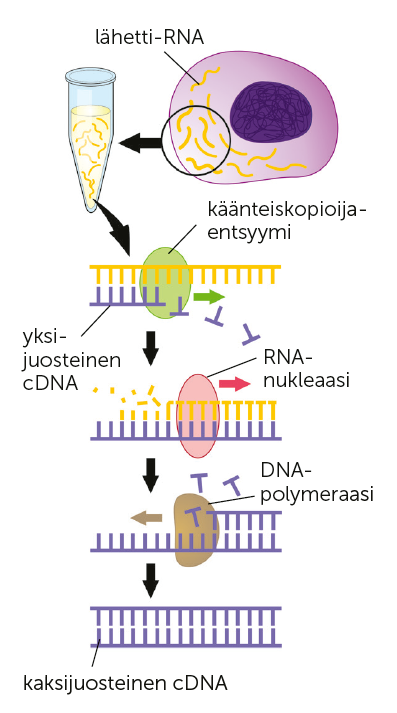 lähetti-RNA
käänteiskopioija-
entsyymi
yksi-
juosteinen
cDNA
RNA-
nukleaasi
DNA-
polymeraasi
kaksijuosteinen cDNA